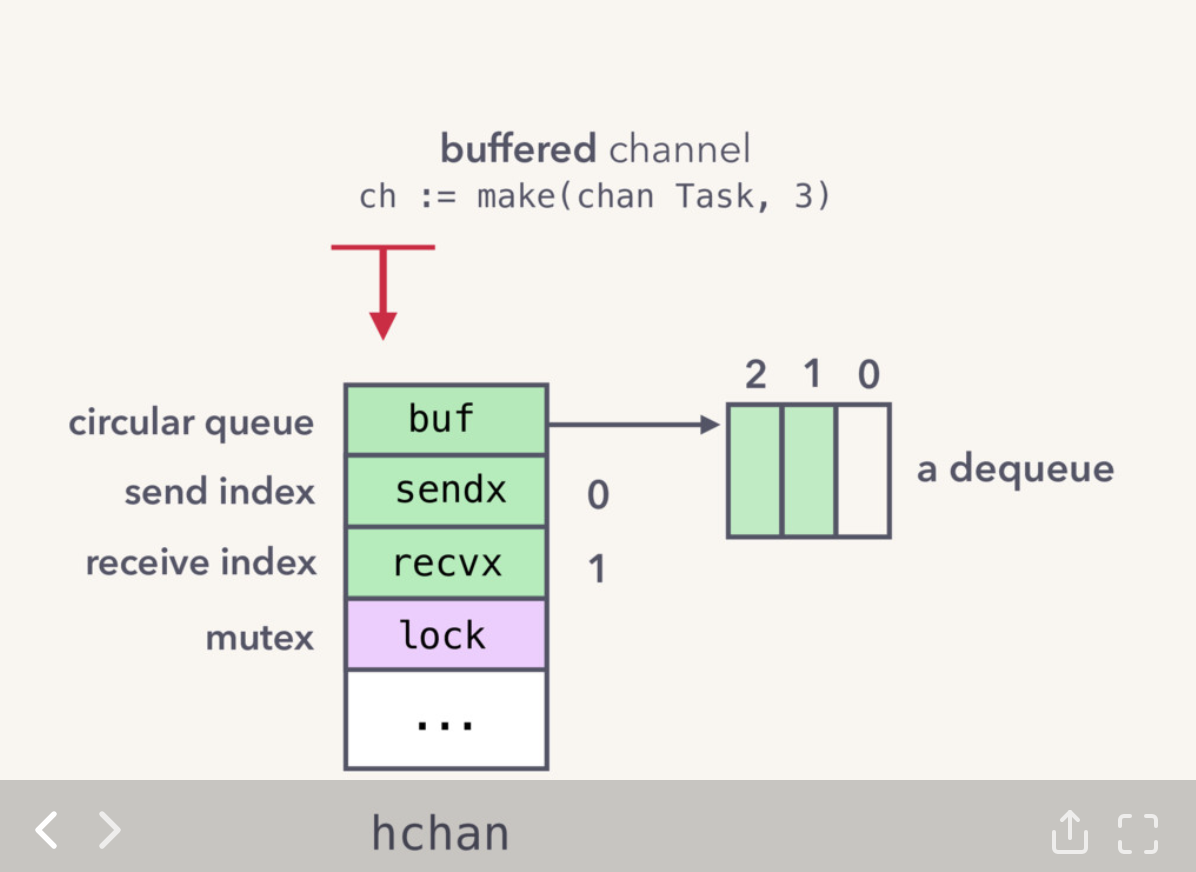 buffered channel
ch := make(chan Task, 3)
2 1 0
circular queue buf
send index sendx 0
a dequeue
receive index recvx 1
mutex lock
...
hchan